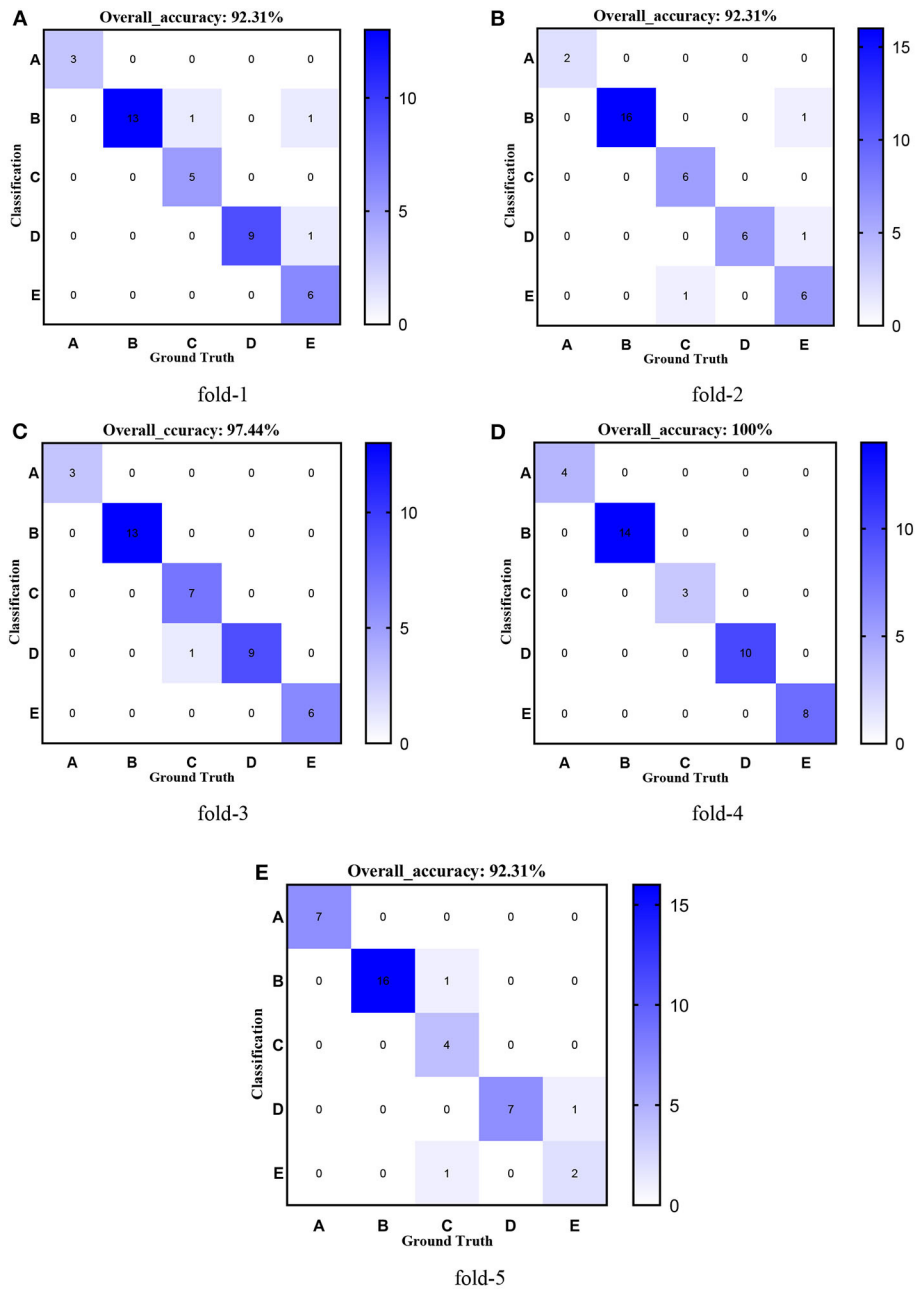 A
Overall_accuracy: 92.31%
A 3 0 0 0 0
B 0 13 1 0 1
C 0 0 5 0 0
D 0 0 0 9 1
E 0 0 0 0 6
A B C D E
Classification
Ground Truth
10
5
0
fold-1
B
Overall_accuracy: 92.31%
A 2 0 0 0 0
B 0 16 0 0 1
C 0 0 6 0 0
D 0 0 0 6 1
E 0 0 1 0 6
A B C D E
Classification
Ground Truth
15
10
5
0
fold-2
C
Overall_ccuracy: 97.44%
A 3 0 0 0 0
B 0 13 0 0 0
C 0 0 7 0 0
D 0 0 1 9 0
E 0 0 0 0 6
A B C D E
Classification
Ground Truth
10
5
0
fold-3
D
Overall_accuracy: 100%
A 4 0 0 0 0
B 0 14 0 0 0
C 0 0 3 0 0
D 0 0 0 10 0
E 0 0 0 0 8
A B C D E
Classification
Ground Truth
10
5
0
fold-4
E
Overall_accuracy: 92.31%
A 7 0 0 0 0
B 0 16 1 0 0
C 0 0 4 0 0
D 0 0 0 7 1
E 0 0 1 0 2
A B C D E
Classification
Ground Truth
15
10
5
0
fold-5